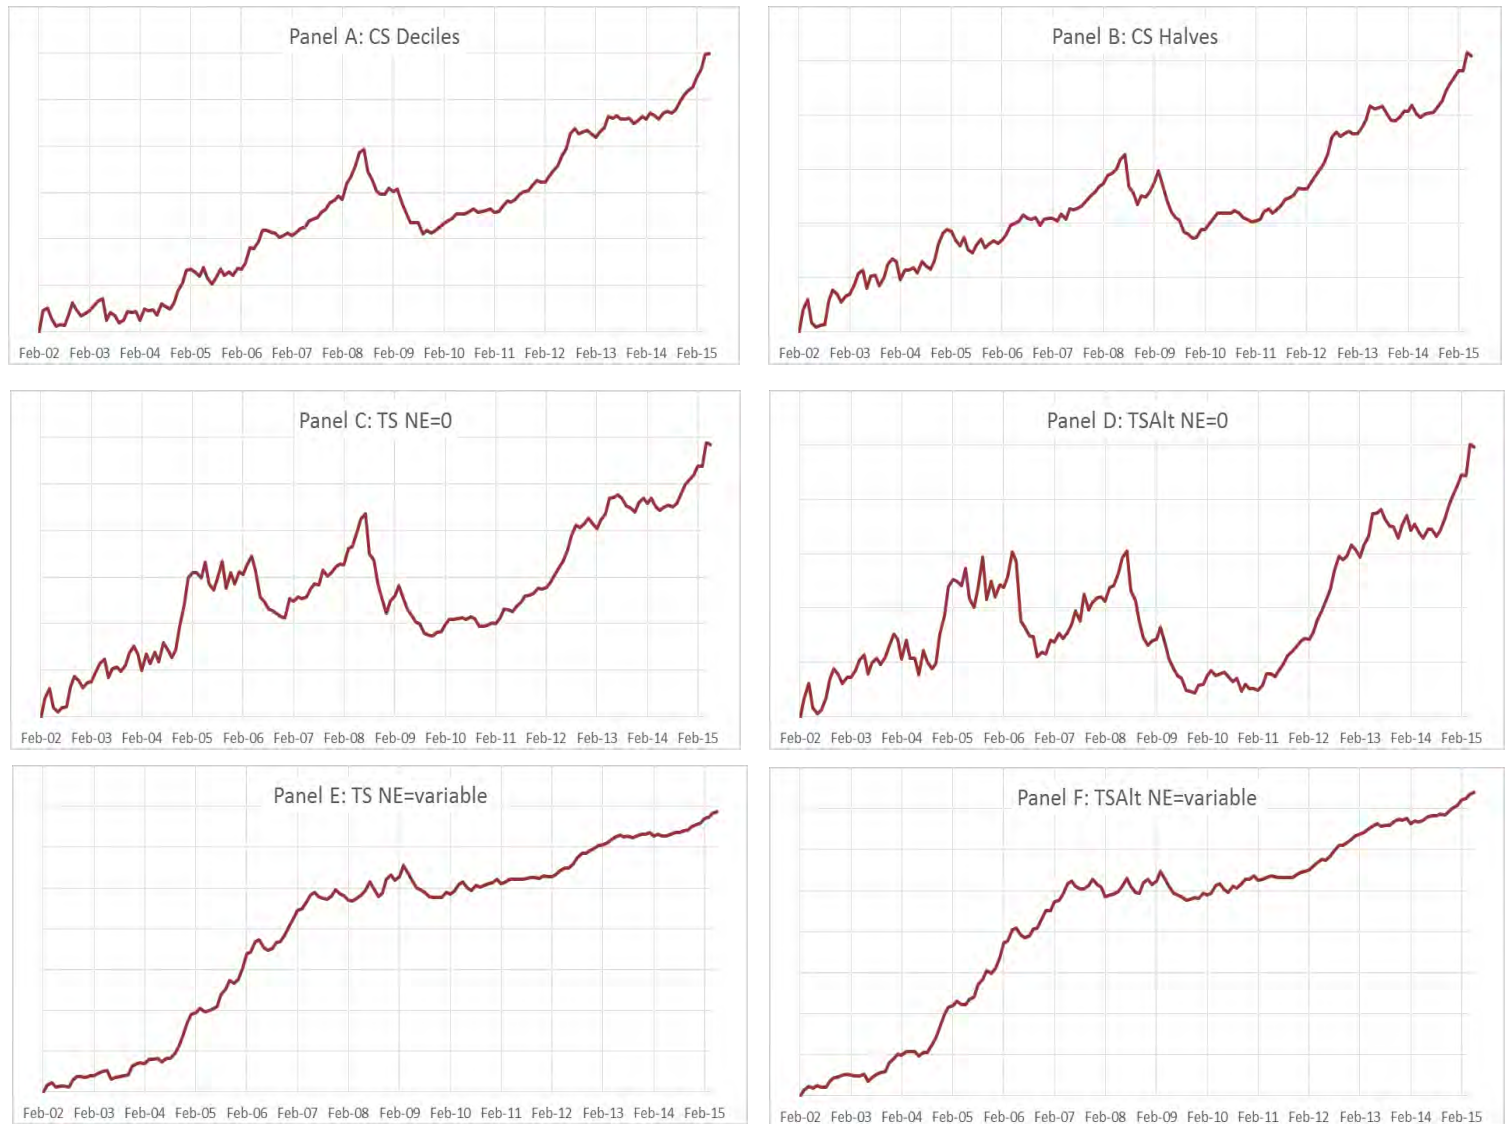 Panel A: CS Deciles
Feb-02 Feb-03 Feb-04 Feb-05 Feb-06 Feb-07 Feb-08 Feb-09 Feb-10 Feb-11 Feb-12 Feb-13 Feb-14 Feb-15
Panel B: CS Halves
Feb-02 Feb-03 Feb-04 Feb-05 Feb-06 Feb-07 Feb-08 Feb-09 Feb-10 Feb-11 Feb-12 Feb-13 Feb-14 Feb-15
Panel C: TS NE=0
Feb-02 Feb-03 Feb-04 Feb-05 Feb-06 Feb-07 Feb-08 Feb-09 Feb-10 Feb-11 Feb-12 Feb-13 Feb-14 Feb-15
Panel D: TSAlt NE=0
Feb-02 Feb-03 Feb-04 Feb-05 Feb-06 Feb-07 Feb-08 Feb-09 Feb-10 Feb-11 Feb-12 Feb-13 Feb-14 Feb-15
Panel E: TS NE=variable
Feb-02 Feb-03 Feb-04 Feb-05 Feb-06 Feb-07 Feb-08 Feb-09 Feb-10 Feb-11 Feb-12 Feb-13 Feb-14 Feb-15
Panel F: TSAlt NE=variable
Feb-02 Feb-03 Feb-04 Feb-05 Feb-06 Feb-07 Feb-08 Feb-09 Feb-10 Feb-11 Feb-12 Feb-13 Feb-14 Feb-15